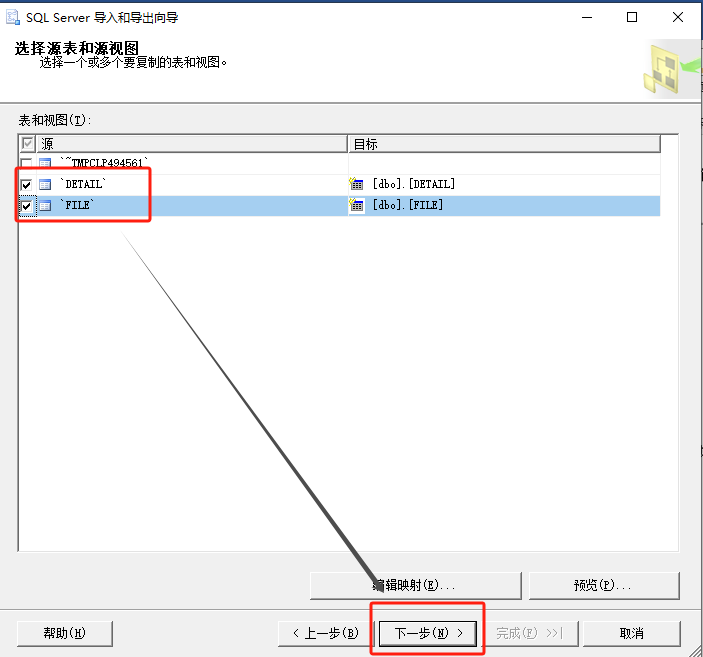 SQL Server 导入和导出向导
选择源表和源视图
选择一个或多个要复制的表和视图。
表和视图(T):
源 目标
`~TMPCLP494561`
`DETAIL` [dbo].[DETAIL]
`FILE` [dbo].[FILE]
编辑映射(E)... 预览(P)...
帮助(H) < 上一步(B) 下一步(N) > 完成(F) >>| 取消